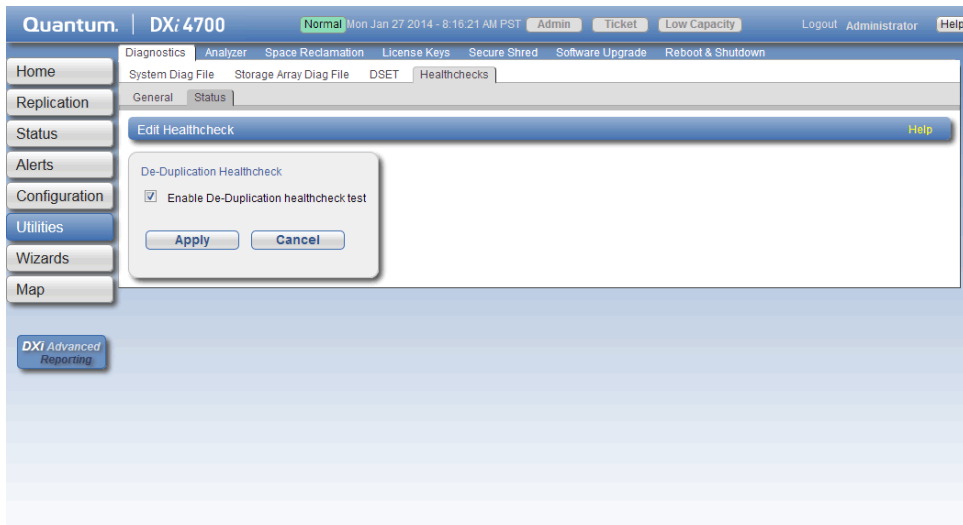 Quantum. DXi 4700 Normal Mon Jan 27 2014 - 8:16:21 AM PST Admin Ticket Low Capacity Logout Administrator Help
Diagnostics Analyzer Space Reclamation License Keys Secure Shred Software Upgrade Reboot & Shutdown
System Diag File Storage Array Diag File DSET Healthchecks
General Status
Home
Replication
Status
Alerts
Configuration
Utilities
Wizards
Map
DXi Advanced
Reporting
Edit Healthcheck Help
De-Duplication Healthcheck
Enable De-Duplication healthcheck test
Apply Cancel